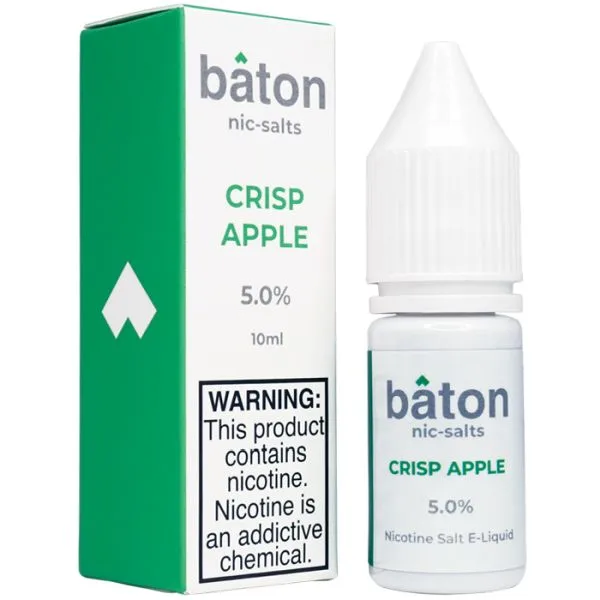 bâton
nic-salts
CRISP
APPLE
5.0%
10ml
WARNING:
This product
contains
nicotine.
Nicotine is
an addictive
chemical.
bâton
nic-salts
CRISP APPLE
5.0%
Nicotine Salt E-Liquid